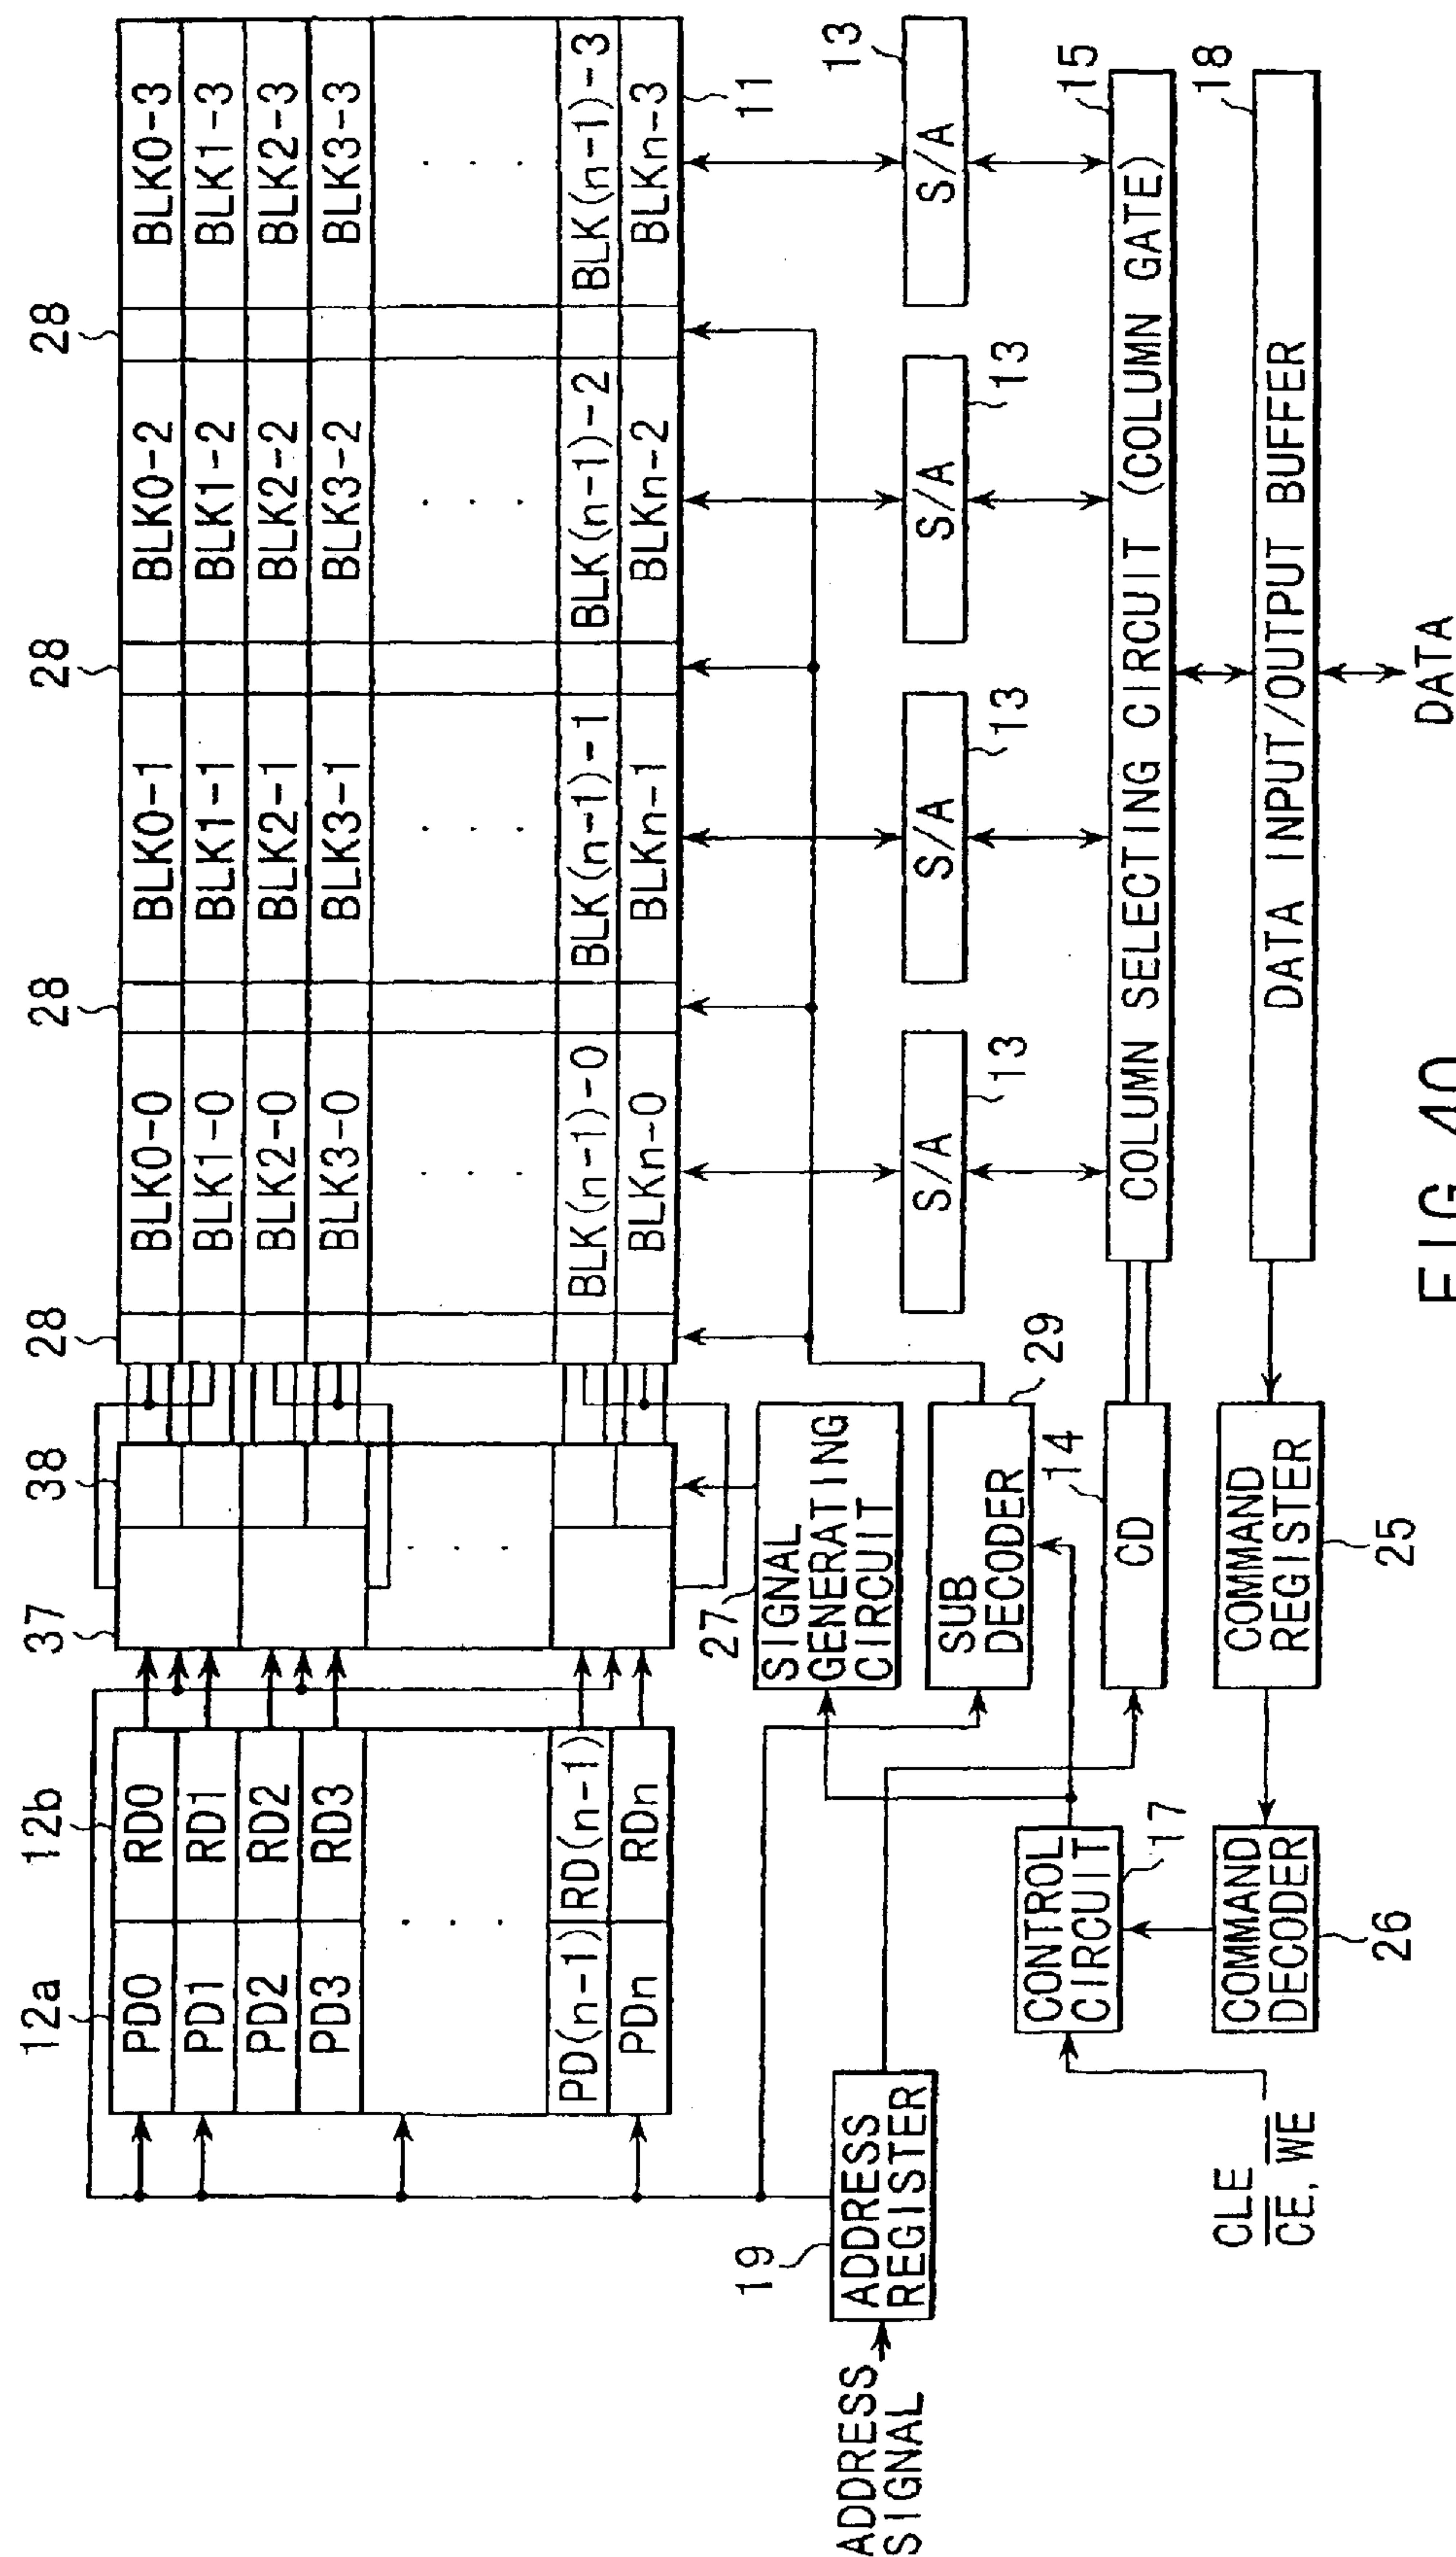 12a
12b
37
38
28
28
28
28
PD0
RD0
BLK0-0
BLK0-1
BLK0-2
BLK0-3
PD1
RD1
BLK1-0
BLK1-1
BLK1-2
BLK1-3
PD2
RD2
BLK2-0
BLK2-1
BLK2-2
BLK2-3
PD3
RD3
BLK3-0
BLK3-1
BLK3-2
BLK3-3
PD(n-1)
RD(n-1)
BLK(n-1)-0
BLK(n-1)-1
BLK(n-1)-2
BLK(n-1)-3
PDn
RDn
BLKn-0
BLKn-1
BLKn-2
BLKn-3
11
19
ADDRESS
SIGNAL
ADDRESS
REGISTER
27
SIGNAL
GENERATING
CIRCUIT
SUB
DECODER
29
S/A
13
S/A
13
S/A
13
S/A
13
CONTROL
CIRCUIT
17
14
CD
COLUMN SELECTING CIRCUIT (COLUMN GATE)
15
CLE
CE, WE
COMMAND
DECODER
26
COMMAND
REGISTER
25
DATA INPUT/OUTPUT BUFFER
18
DATA
FIG. 40